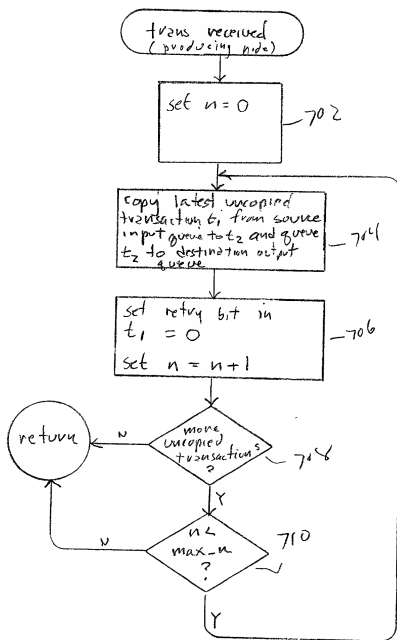 trans received
(producing node)
set n = 0
702
copy latest uncopied
transaction t1 from source
input queue to t2 and queue
t2 to destination output
queue
704
set retry bit in
t1 = 0
set n = n+1
706
more
uncopied
transactions
?
708
N
return
Y
n <
max_n
?
710
N
Y